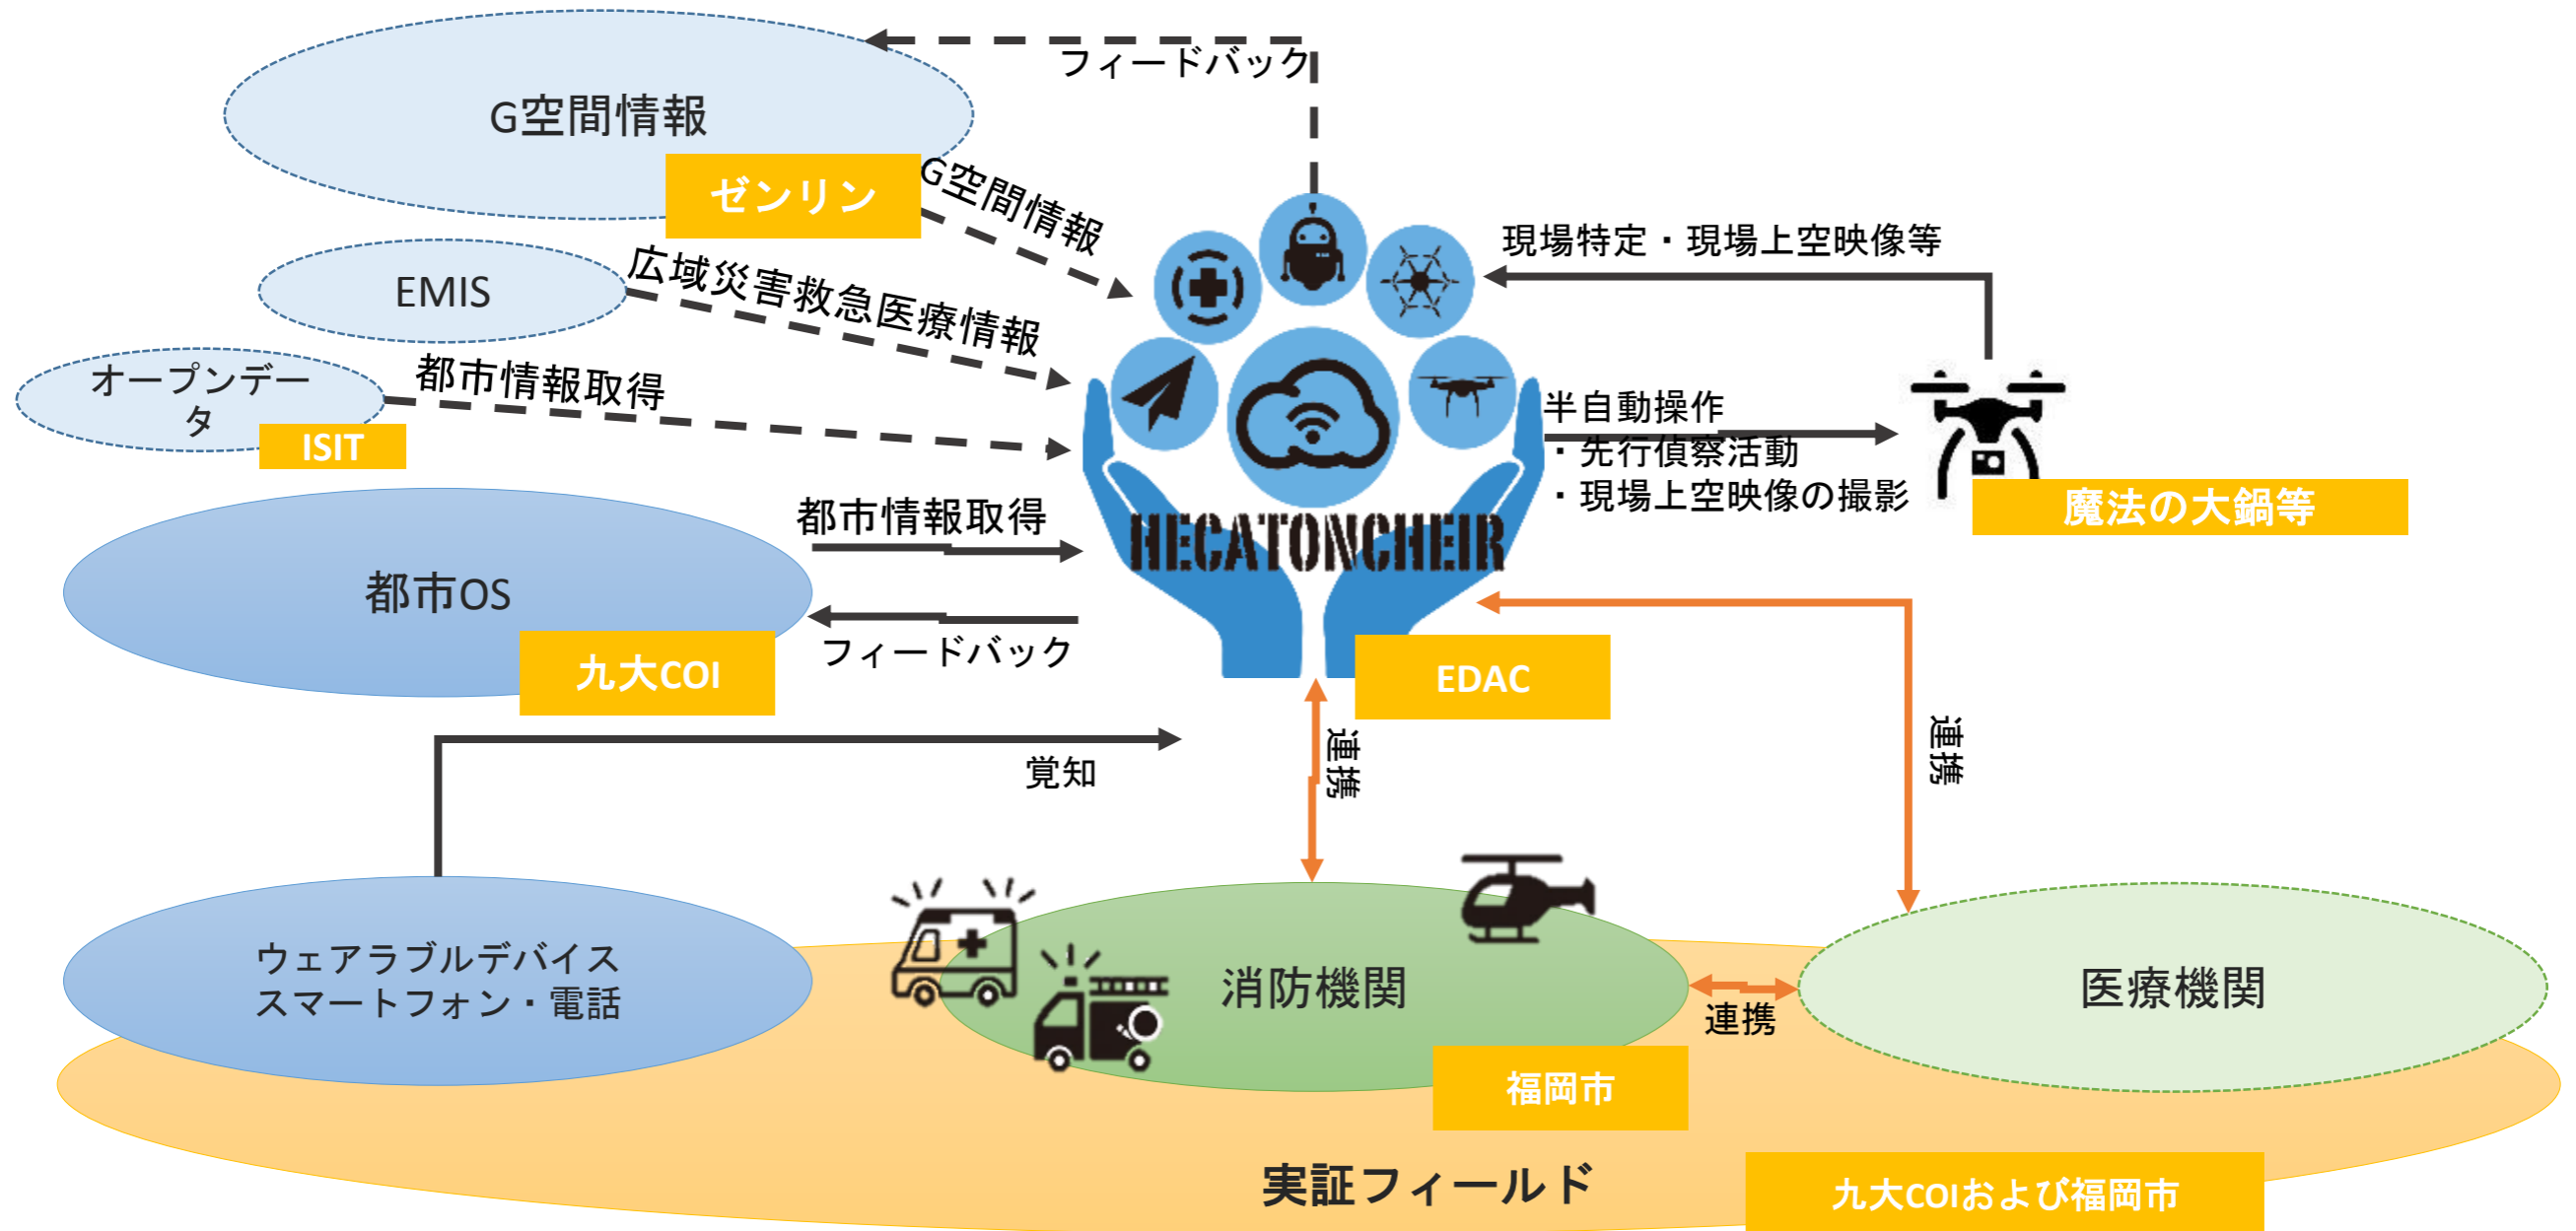 フィードバック
G空間情報
ゼンリン
G空間情報
現場特定・現場上空映像等
EMIS
広域災害救急医療情報
オープンデー
タ
ISIT
都市情報取得
半自動操作
・先行偵察活動
・現場上空映像の撮影
魔法の大鍋等
都市情報取得
HECATONCHEIR
都市OS
九大COI
フィードバック
EDAC
連携
連携
覚知
ウェアラブルデバイス
スマートフォン・電話
消防機関
連携
医療機関
福岡市
実証フィールド
九大COIおよび福岡市